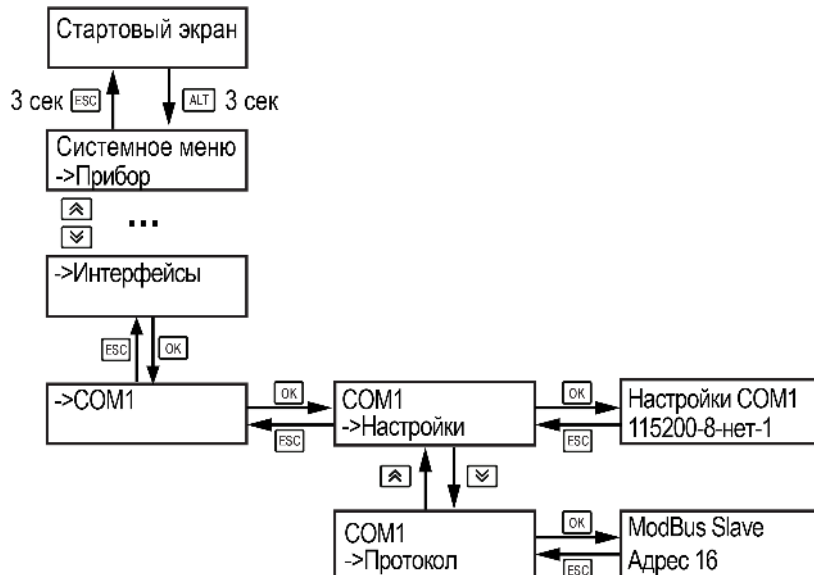 Стартовый экран
3 сек ESC ALT 3 сек
Системное меню
->Прибор
...
->Интерфейсы
ESC OK
->COM1
OK
ESC
COM1
->Настройки
OK
ESC
Настройки COM1
115200-8-нет-1
COM1
->Протокол
OK
ESC
ModBus Slave
Адрес 16